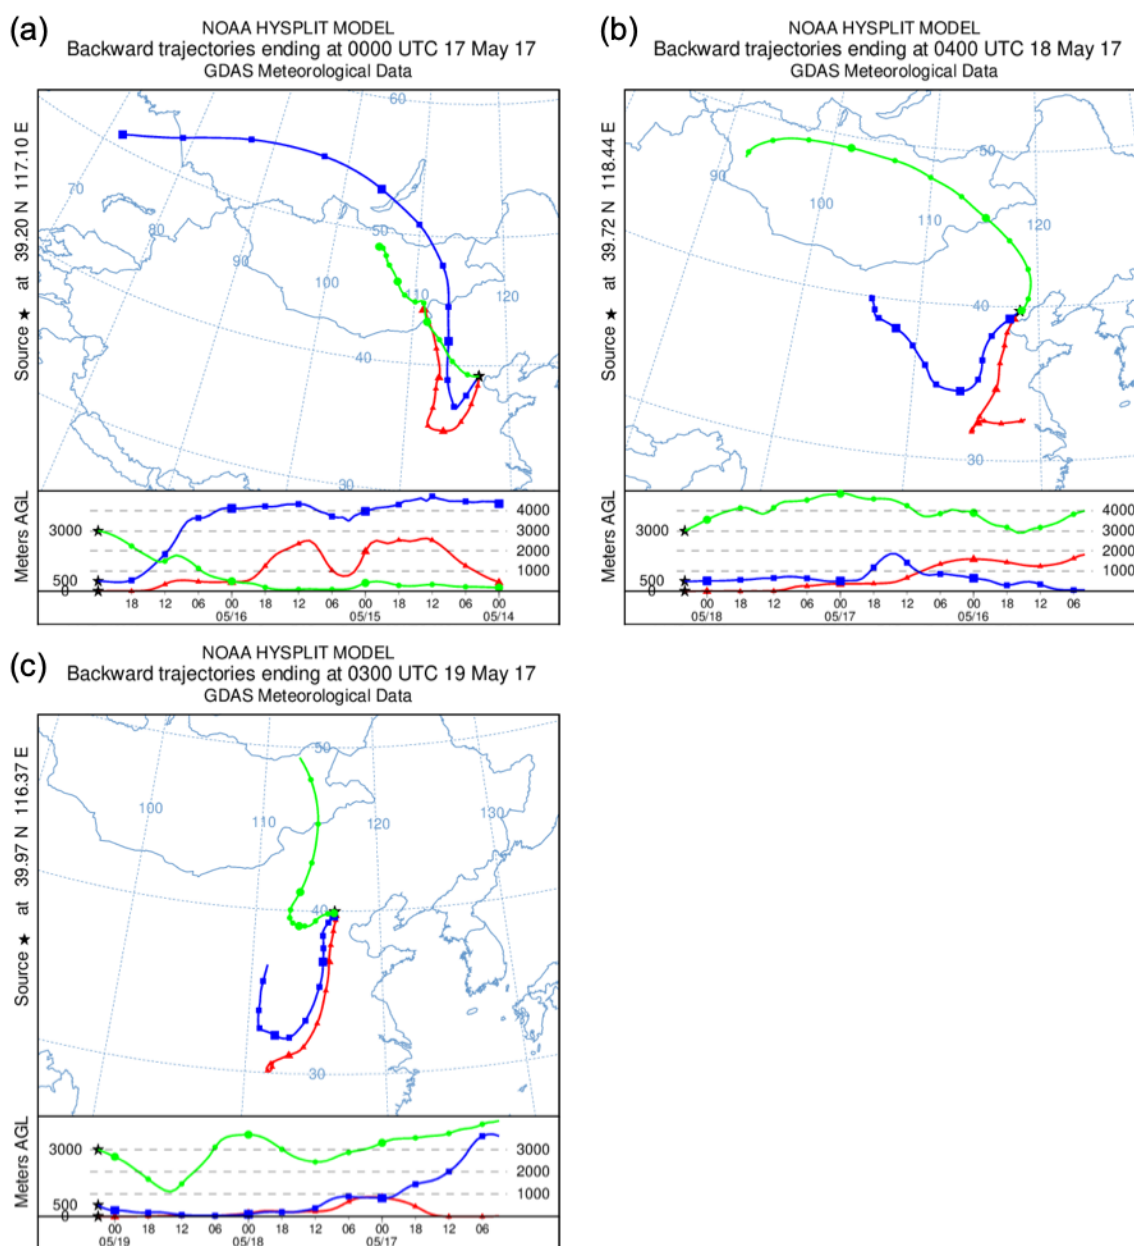 (a)
NOAA HYSPLIT MODEL
Backward trajectories ending at 0000 UTC 17 May 17
GDAS Meteorological Data
Source ★ at 39.20 N 117.10 E
60
70
80
90
100
50
110
120
40
30
Meters AGL
3000
500
0
4000
3000
2000
1000
18 12 06 00 18 12 06 00 18 12 06 00
05/16 05/15 05/14
(b)
NOAA HYSPLIT MODEL
Backward trajectories ending at 0400 UTC 18 May 17
GDAS Meteorological Data
Source ★ at 39.72 N 118.44 E
50
90
100
110
120
40
30
Meters AGL
3000
500
0
4000
3000
2000
1000
00 18 12 06 00 18 12 06 00 18 12 06
05/18 05/17 05/16
(c)
NOAA HYSPLIT MODEL
Backward trajectories ending at 0300 UTC 19 May 17
GDAS Meteorological Data
Source ★ at 39.97 N 116.37 E
50
100
110
120
130
40
30
Meters AGL
3000
500
0
3000
2000
1000
00 18 12 06 00 18 12 06 00 18 12 06
05/19 05/18 05/17